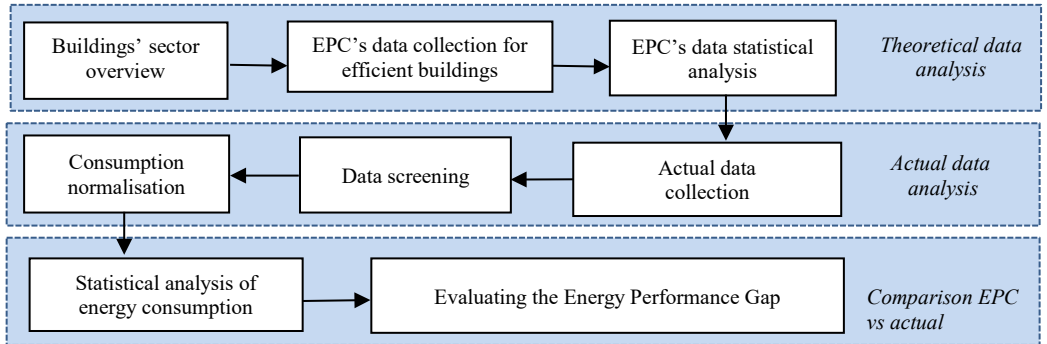 Buildings’ sector
overview
EPC’s data collection for
efficient buildings
EPC’s data statistical
analysis
Theoretical data
analysis
Consumption
normalisation
Data screening
Actual data
collection
Actual data
analysis
Statistical analysis of
energy consumption
Evaluating the Energy Performance Gap
Comparison EPC
vs actual